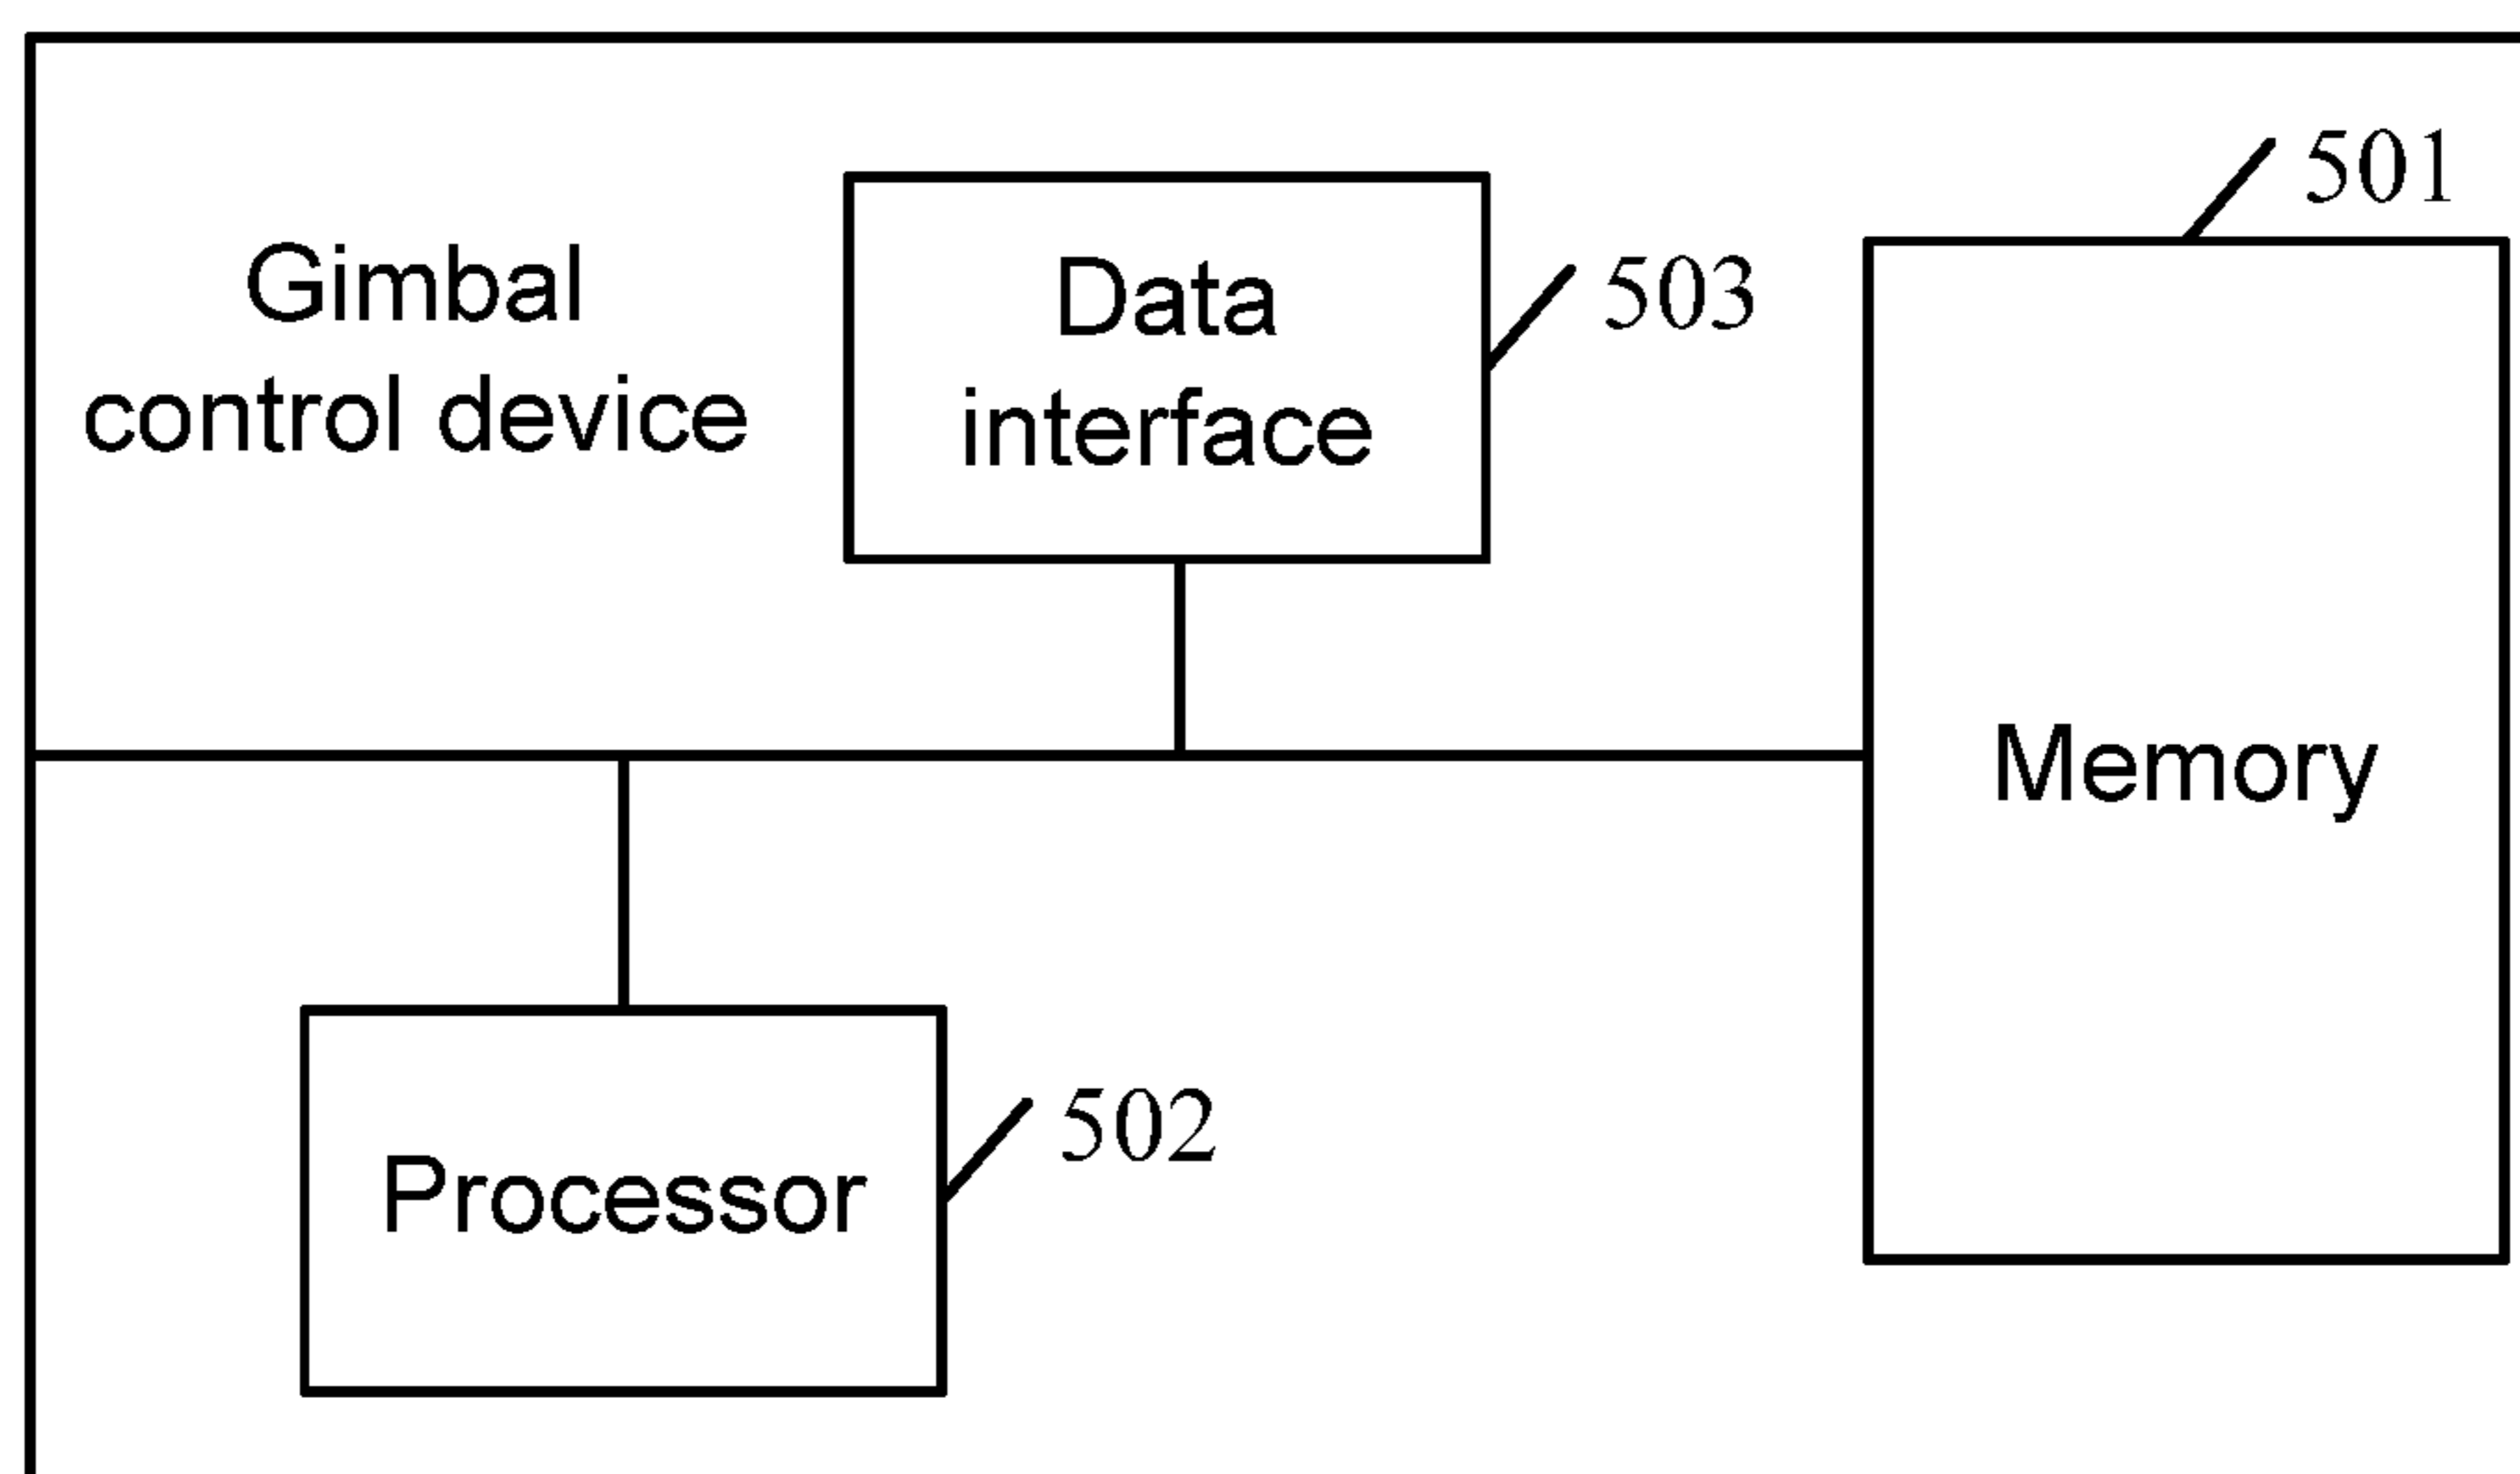 Gimbal
control device
Data
interface
503
501
Memory
Processor
502